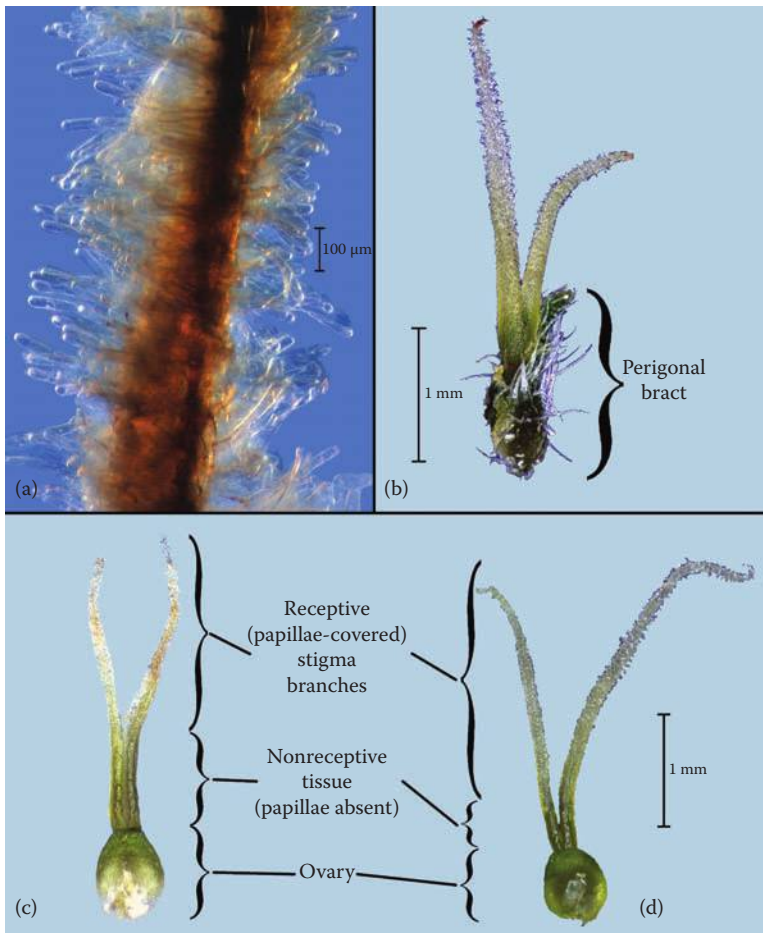 100 µm
(a)
1 mm
Perigonal
bract
(b)
Receptive
(papillae-covered)
stigma
branches
Nonreceptive
tissue
(papillae absent)
Ovary
1 mm
(c)
(d)